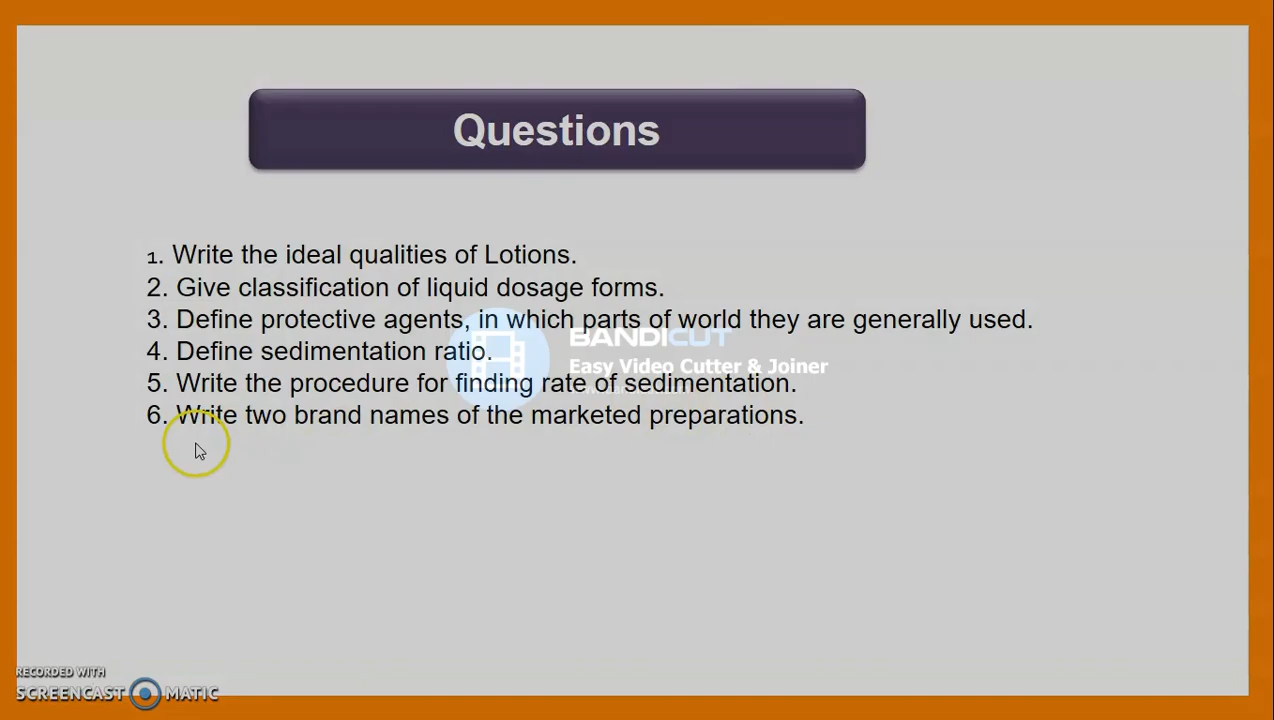 Questions
1. Write the ideal qualities of Lotions.
2. Give classification of liquid dosage forms.
3. Define protective agents, in which parts of world they are generally used.
4. Define sedimentation ratio.
5. Write the procedure for finding rate of sedimentation.
6. Write two brand names of the marketed preparations.
BANDICUT
Easy Video Cutter & Joiner
RECORDED WITH
SCREENCAST MATIC